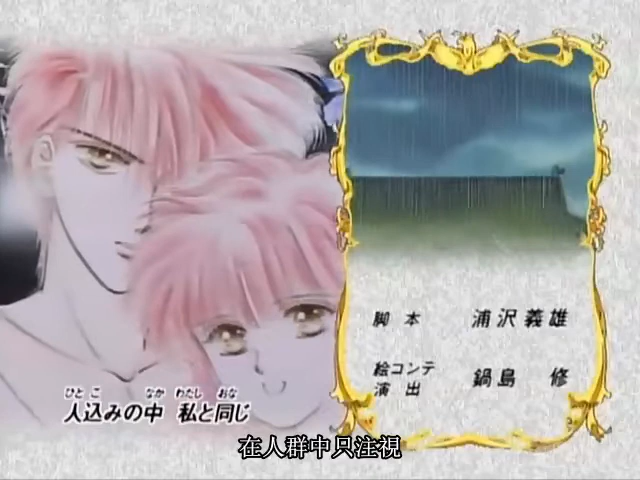 脚本 浦沢義雄
絵コンテ
演出 鍋島 修
ひと こ なか わたし おな
人込みの中 私と同じ
在人群中只注視